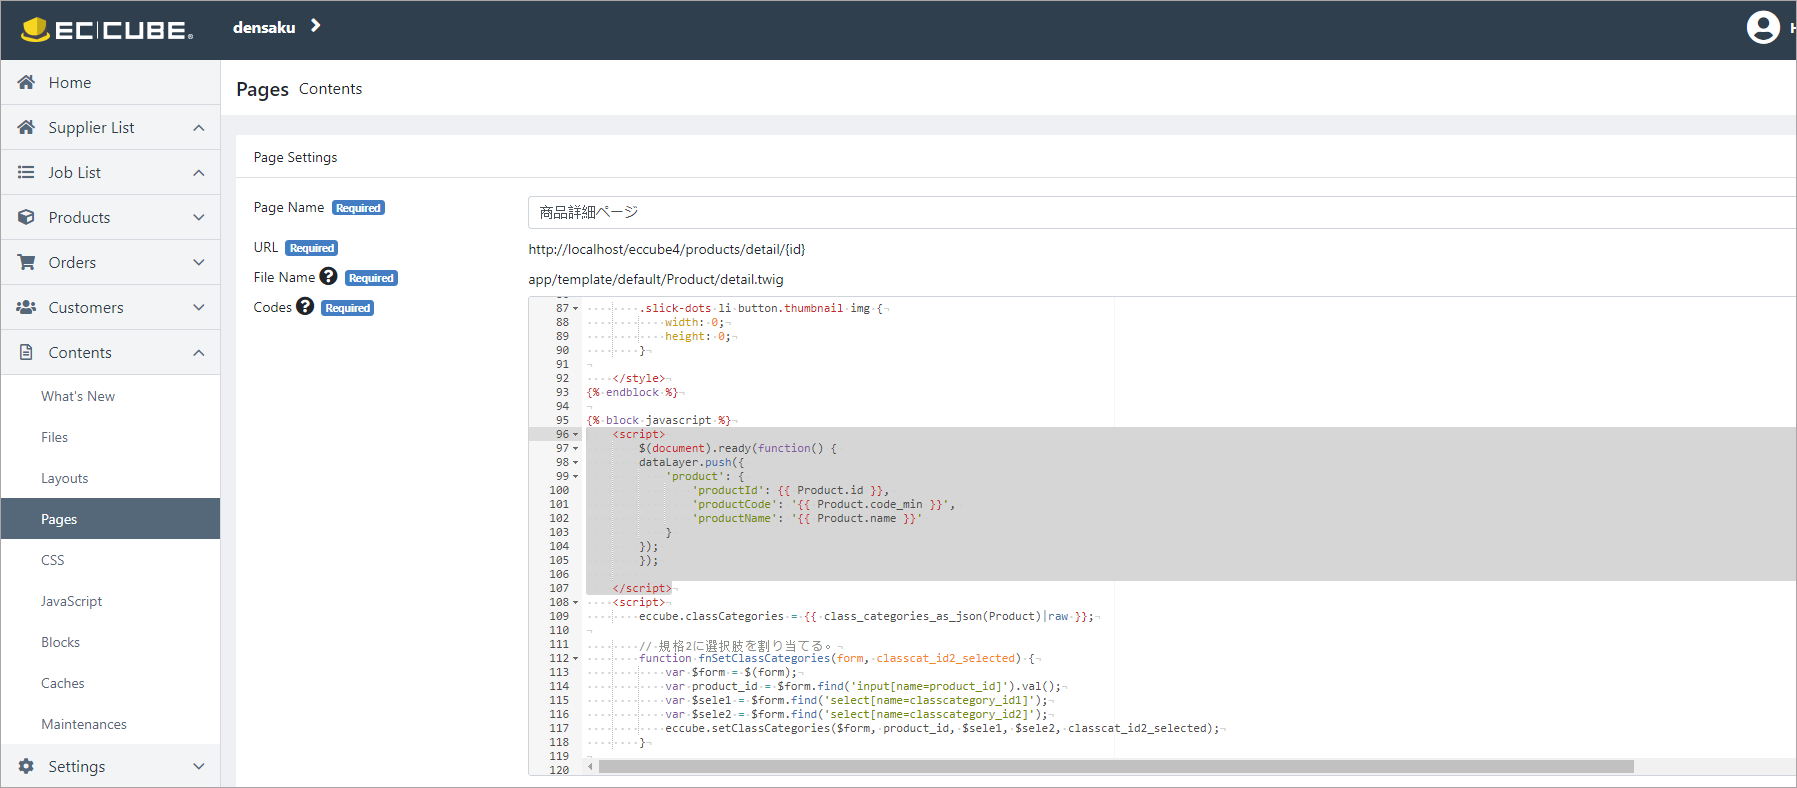 EC CUBE®
densaku
H
Home
Supplier List
Job List
Products
Orders
Customers
Contents
What's New
Files
Layouts
Pages
CSS
JavaScript
Blocks
Caches
Maintenances
Settings
Pages Contents
Page Settings
Page Name Required
商品詳細ページ
URL Required
http://localhost/eccube4/products/detail/{id}
File Name ? Required
app/template/default/Product/detail.twig
Codes ? Required
87 .slick-dots li button.thumbnail img {
88 width: 0;
89 height: 0;
90 }
91
92 </style>
93 {% endblock %}
94
95 {% block javascript %}
96 <script>
97 $(document).ready(function() {
98 dataLayer.push({
99 'product': {
100 'productId': {{ Product.id }},
101 'productCode': '{{ Product.code_min }}',
102 'productName': '{{ Product.name }}'
103 }
104 });
105 });
106
107 </script>
108 <script>
109 eccube.classCategories = {{ class_categories_as_json(Product)|raw }};
110
111 // 規格2に選択肢を割り当てる。
112 function fnSetClassCategories(form, classcat_id2_selected) {
113 var $form = $(form);
114 var product_id = $form.find('input[name=product_id]').val();
115 var $sele1 = $form.find('select[name=classcategory_id1]');
116 var $sele2 = $form.find('select[name=classcategory_id2]');
117 eccube.setClassCategories($form, product_id, $sele1, $sele2, classcat_id2_selected);
118 }
119
120